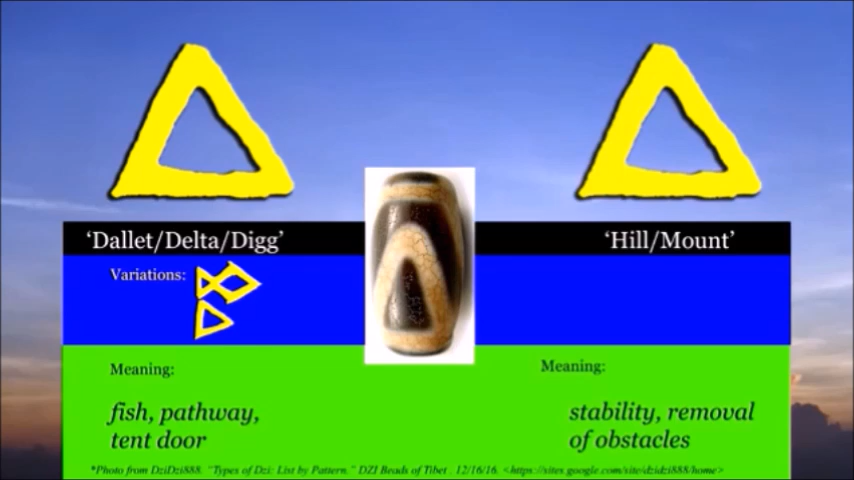 'Dallet/Delta/Digg'
'Hill/Mount'
Variations:
Meaning:
fish, pathway,
tent door
Meaning:
stability, removal
of obstacles
*Photo from DziDzi888. "Types of Dzi: List by Pattern." DZI Beads of Tibet . 12/16/16. <https://sites.google.com/site/dzidzi888/home>